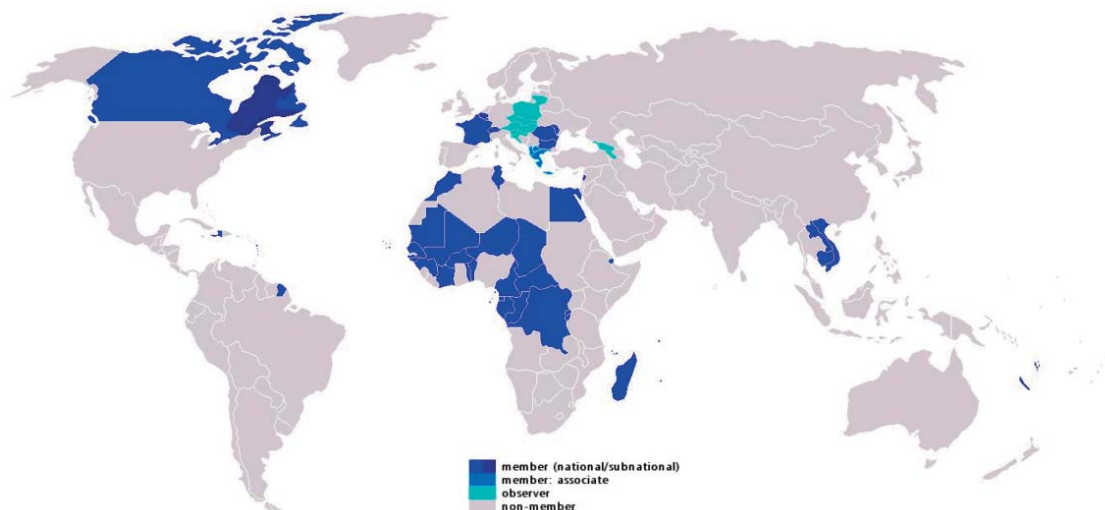 member (national/subnational)
member: associate
observer
non-member